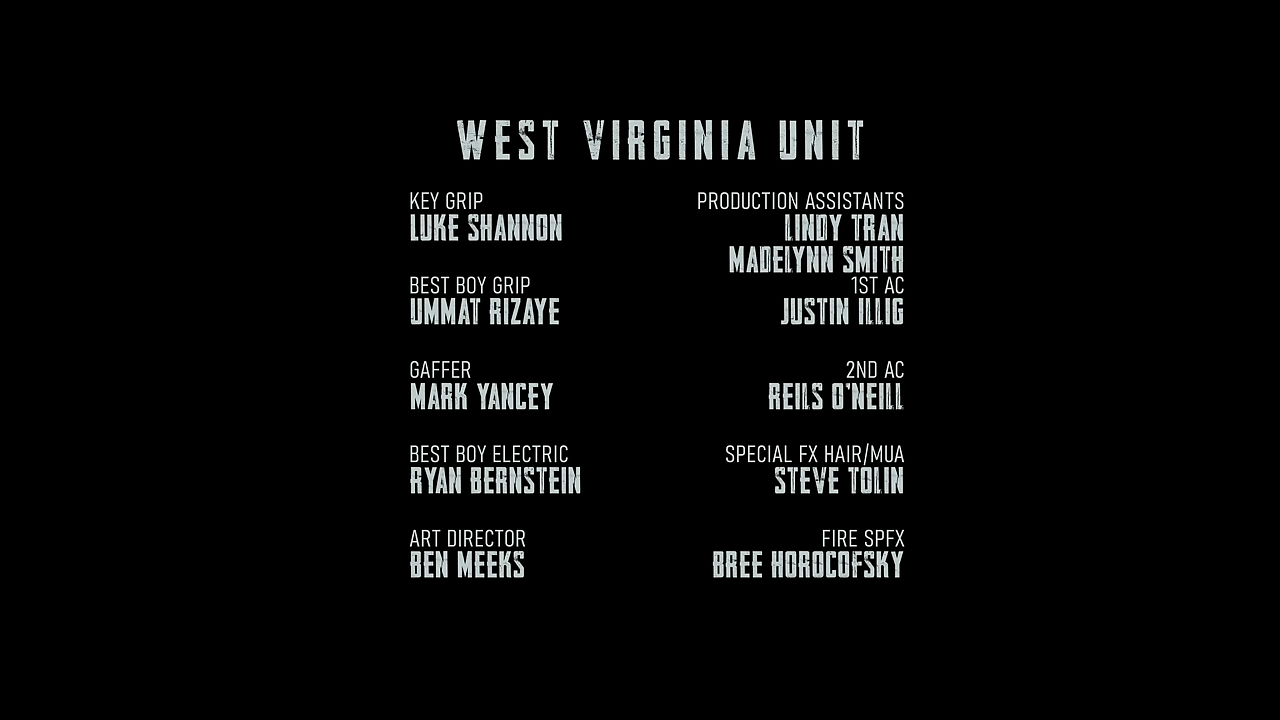 WEST VIRGINIA UNIT
KEY GRIP
LUKE SHANNON
BEST BOY GRIP
UMMAT RIZAYE
GAFFER
MARK YANCEY
BEST BOY ELECTRIC
RYAN BERNSTEIN
ART DIRECTOR
BEN MEEKS
PRODUCTION ASSISTANTS
LINDY TRAN
MADELYNN SMITH
1ST AC
JUSTIN ILLIG
2ND AC
REILS O'NEILL
SPECIAL FX HAIR/MUA
STEVE TOLIN
FIRE SPFX
BREE HOROCOFSKY